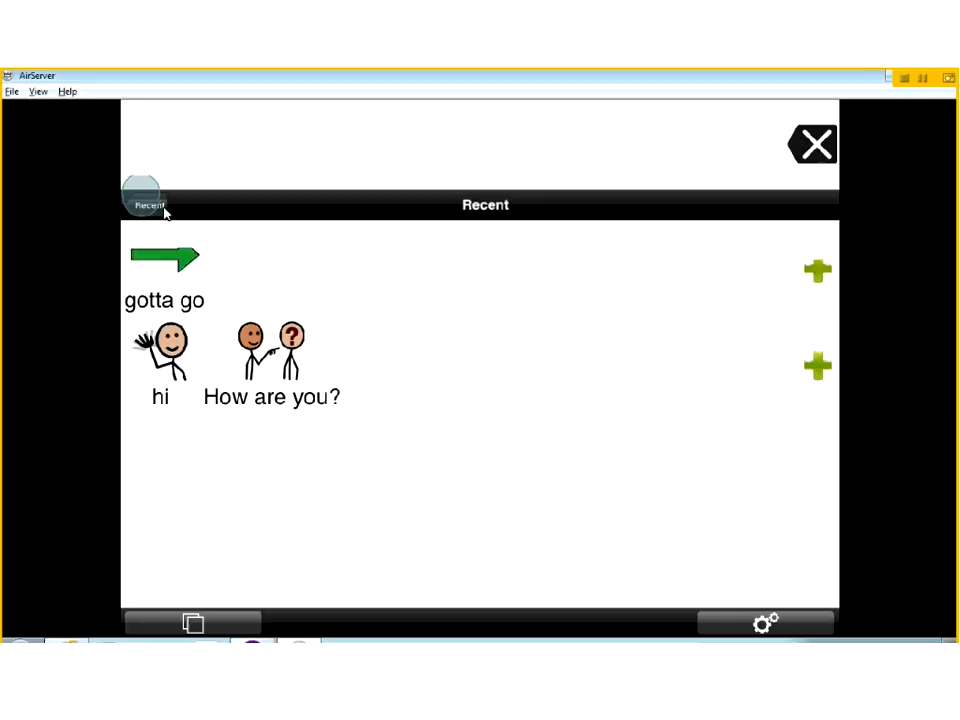 AirServer
File View Help
Recent Recent
gotta go
?
hi How are you?